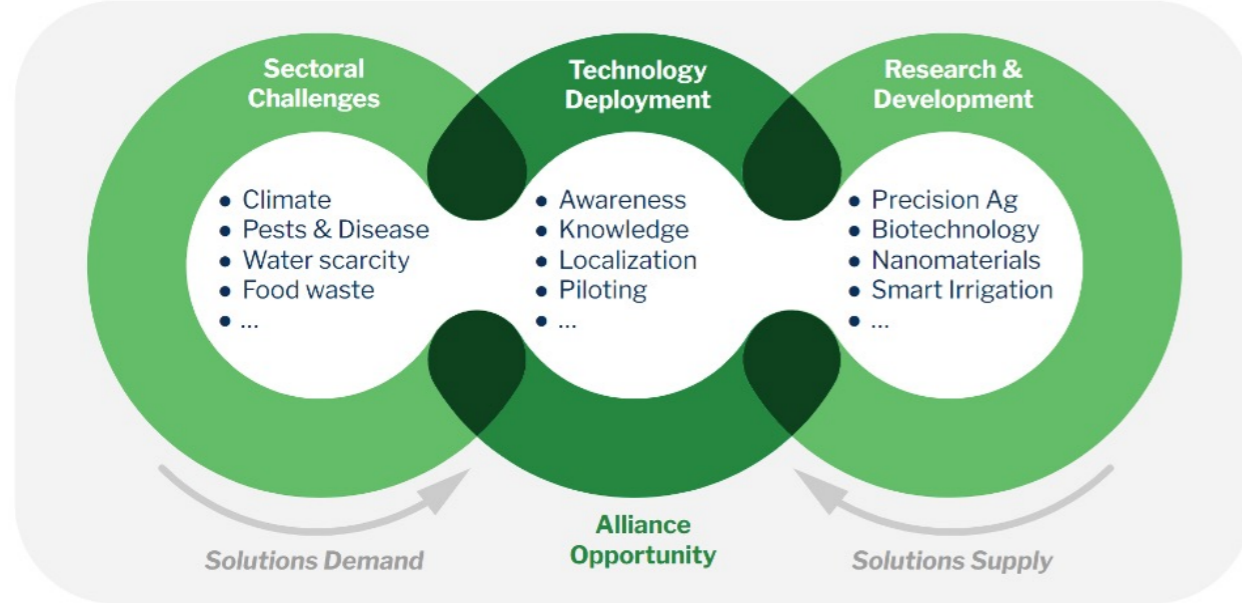 Sectoral
Challenges
• Climate
• Pests & Disease
• Water scarcity
• Food waste
• ...
Technology
Deployment
• Awareness
• Knowledge
• Localization
• Piloting
• ...
Research &
Development
• Precision Ag
• Biotechnology
• Nanomaterials
• Smart Irrigation
• ...
Solutions Demand
Alliance
Opportunity
Solutions Supply